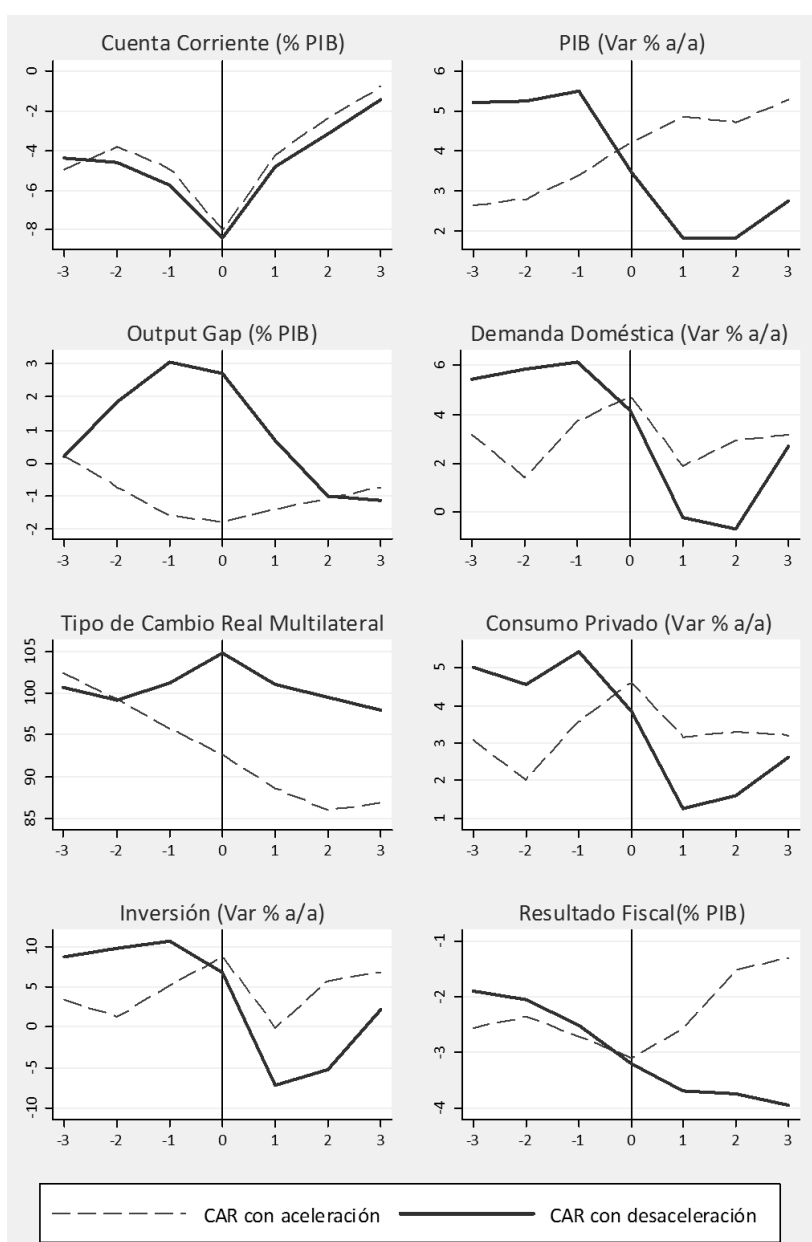 Cuenta Corriente (% PIB)
0
-2
-4
-6
-8
-3 -2 -1 0 1 2 3
PIB (Var % a/a)
6
5
4
3
2
-3 -2 -1 0 1 2 3
Output Gap (% PIB)
3
2
1
0
-1
-2
-3 -2 -1 0 1 2 3
Demanda Doméstica (Var % a/a)
6
4
2
0
-3 -2 -1 0 1 2 3
Tipo de Cambio Real Multilateral
105
100
95
90
85
-3 -2 -1 0 1 2 3
Consumo Privado (Var % a/a)
5
4
3
2
1
-3 -2 -1 0 1 2 3
Inversión (Var % a/a)
10
5
0
-5
-10
-3 -2 -1 0 1 2 3
Resultado Fiscal(% PIB)
-1
-2
-3
-4
-3 -2 -1 0 1 2 3
CAR con aceleración CAR con desaceleración